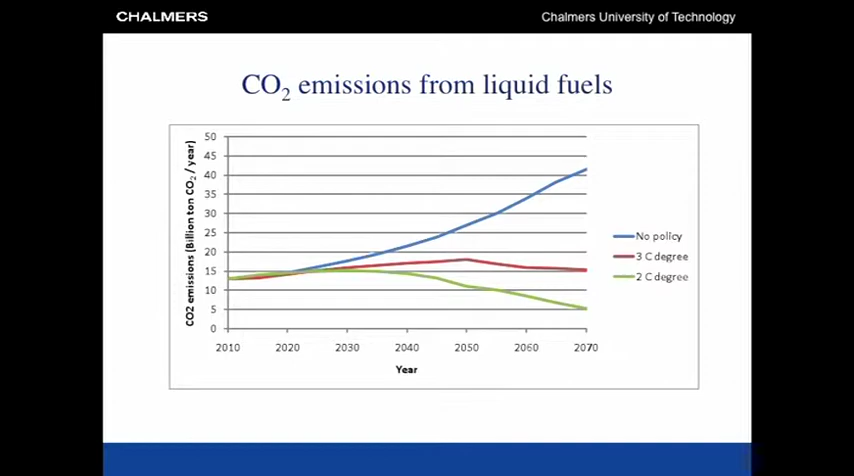 CHALMERS
Chalmers University of Technology
CO2 emissions from liquid fuels
CO2 emissions (Billion ton CO2 / year)
50
45
40
35
30
25
20
15
10
5
0
2010 2020 2030 2040 2050 2060 2070
Year
No policy
3 C degree
2 C degree